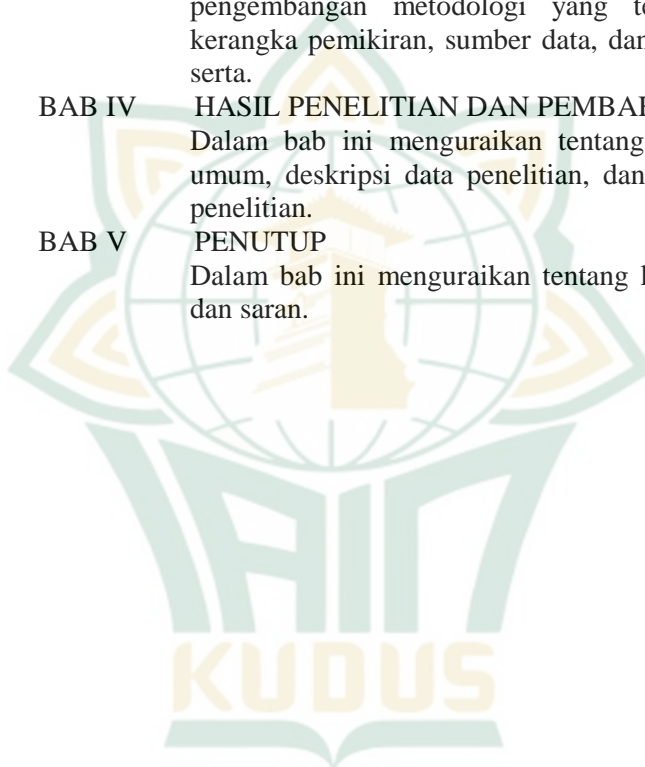 pengembangan metodologi yang
kerangka pemikiran, sumber data, dan
serta.
BAB IV HASIL PENELITIAN DAN
Dalam bab ini menguraikan tentang
umum, deskripsi data penelitian, dan
penelitian.
BAB V PENUTUP
Dalam bab ini menguraikan tentang
dan saran.
IAIN
KUDUS